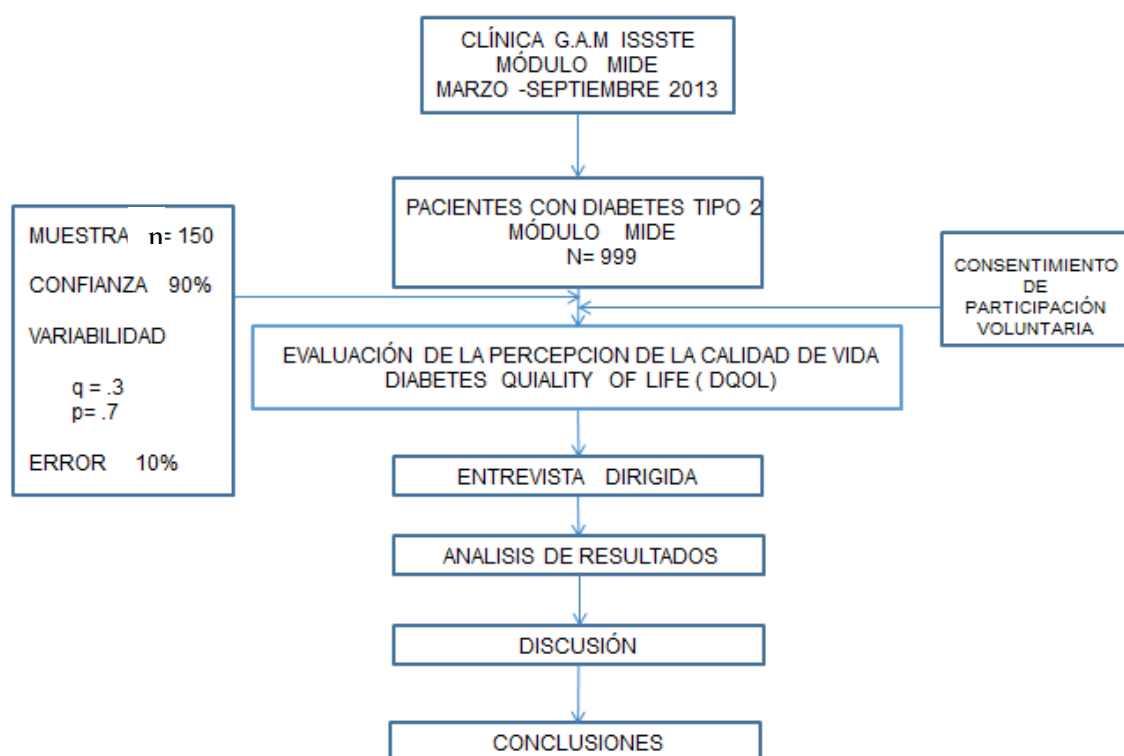 CLÍNICA G.A.M ISSSTE
MÓDULO MIDE
MARZO -SEPTIEMBRE 2013
PACIENTES CON DIABETES TIPO 2
MÓDULO MIDE
N= 999
MUESTRA n= 150
CONFIANZA 90%
VARIABILIDAD
q = .3
p= .7
ERROR 10%
CONSENTIMIENTO
DE
PARTICIPACIÓN
VOLUNTARIA
EVALUACIÓN DE LA PERCEPCION DE LA CALIDAD DE VIDA
DIABETES QUIALITY OF LIFE ( DQOL)
ENTREVISTA DIRIGIDA
ANALISIS DE RESULTADOS
DISCUSIÓN
CONCLUSIONES